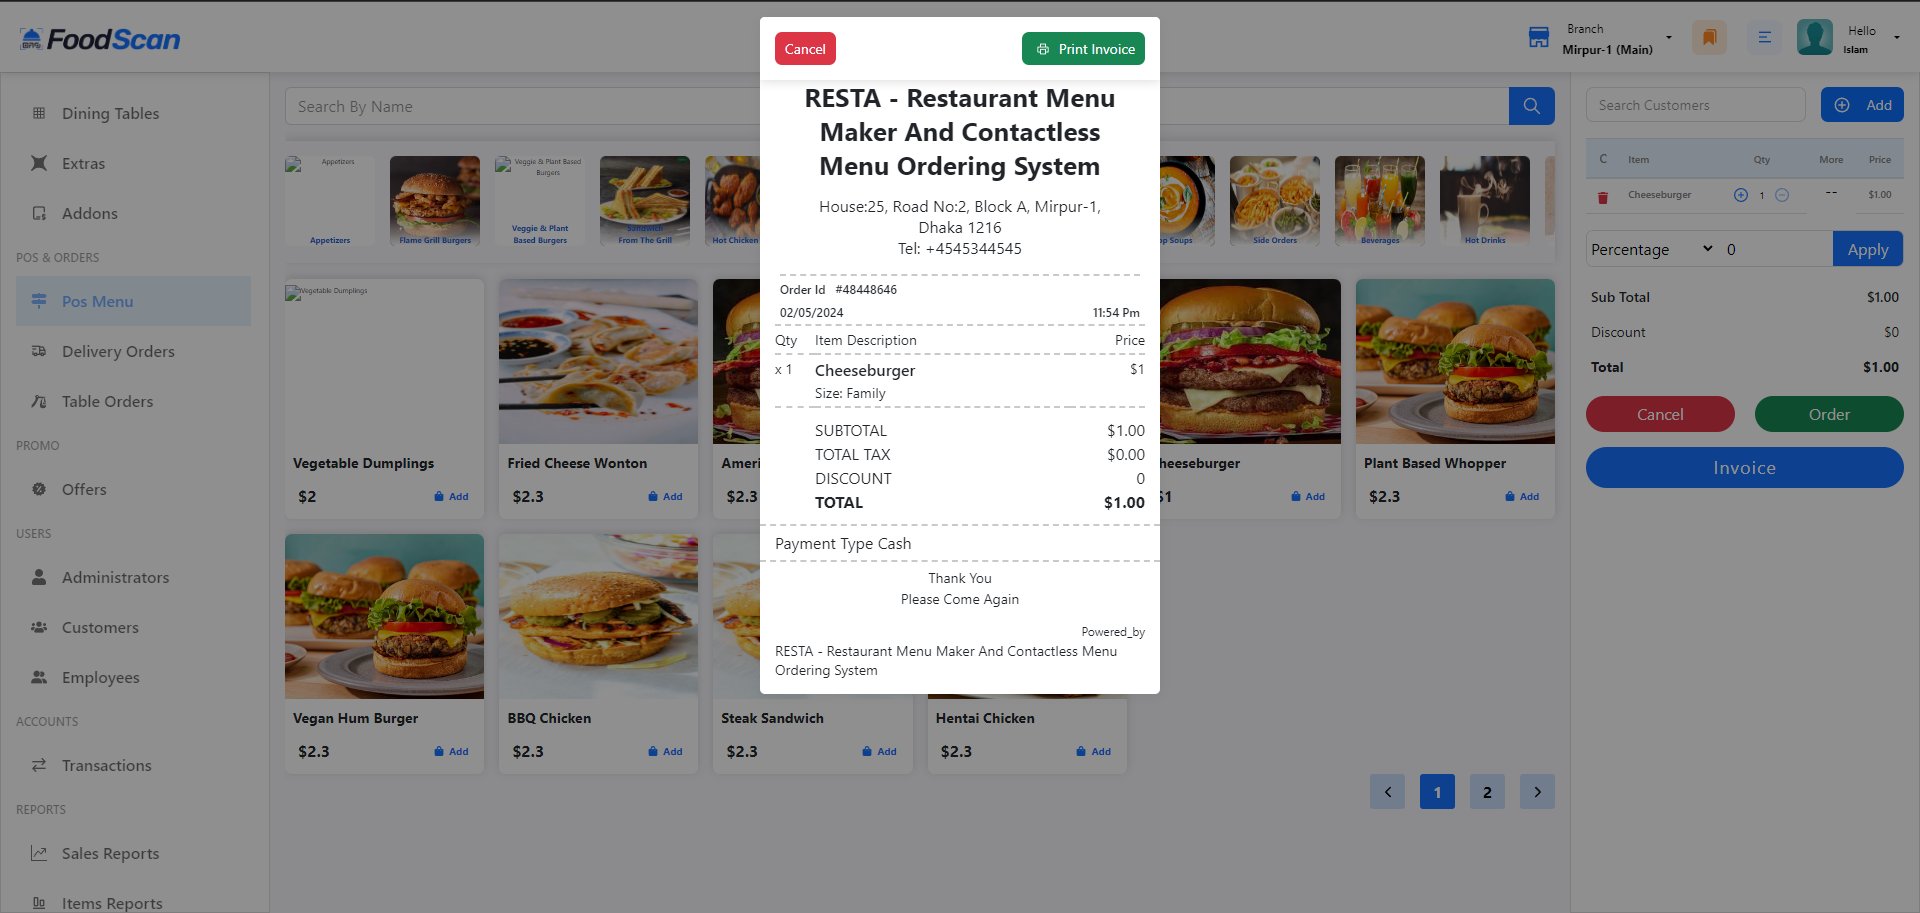 FoodScan
Branch
Mirpur-1 (Main)
Hello
Islam
Dining Tables
Extras
Addons
POS & ORDERS
Pos Menu
Delivery Orders
Table Orders
PROMO
Offers
USERS
Administrators
Customers
Employees
ACCOUNTS
Transactions
REPORTS
Sales Reports
Items Reports
Search By Name
Appetizers
Appetizers
Flame Grill Burgers
Veggie & Plant Based
Burgers
Veggie & Plant
Based Burgers
Sandwich
From The Grill
Hot Chicken
op Soups
Side Orders
Beverages
Hot Drinks
Vegetable Dumplings
Vegetable Dumplings
$2
Add
Fried Cheese Wonton
$2.3
Add
Ameri
$2.3
heeseburger
$1
Add
Plant Based Whopper
$2.3
Add
Vegan Hum Burger
$2.3
Add
BBQ Chicken
$2.3
Add
Steak Sandwich
$2.3
Add
Hentai Chicken
$2.3
Add
1
2
Cancel
Print Invoice
RESTA - Restaurant Menu
Maker And Contactless
Menu Ordering System
House:25, Road No:2, Block A, Mirpur-1,
Dhaka 1216
Tel: +4545344545
Order Id #48448646
02/05/2024 11:54 Pm
Qty Item Description Price
x 1 Cheeseburger $1
Size: Family
SUBTOTAL $1.00
TOTAL TAX $0.00
DISCOUNT 0
TOTAL $1.00
Payment Type Cash
Thank You
Please Come Again
Powered_by
RESTA - Restaurant Menu Maker And Contactless Menu
Ordering System
Search Customers
Add
C Item Qty More Price
Cheeseburger 1 -- $1.00
Percentage 0 Apply
Sub Total $1.00
Discount $0
Total $1.00
Cancel
Order
Invoice